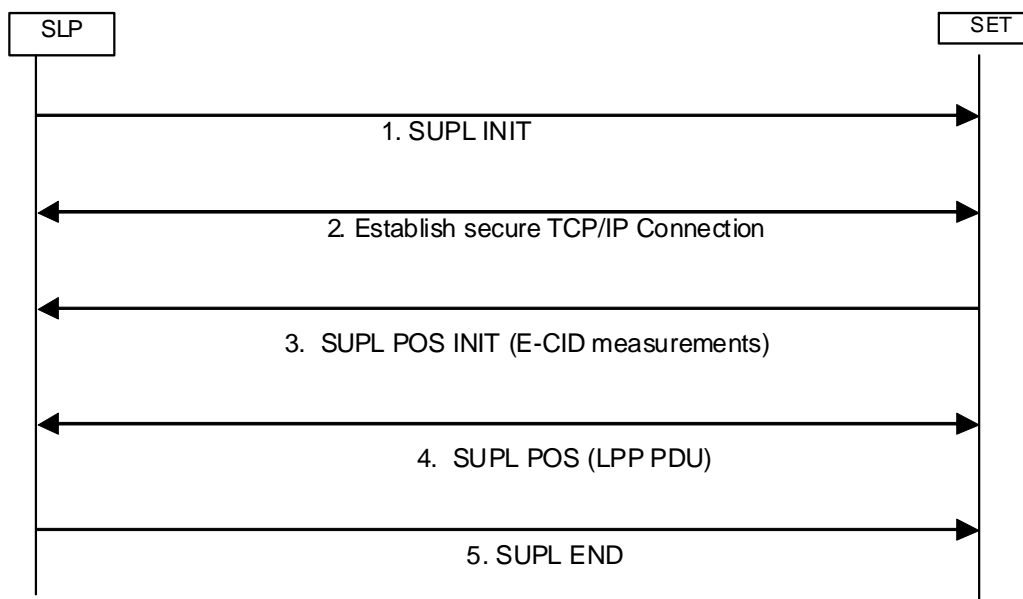 SLP
SET
1. SUPL INIT
2. Establish secure TCP/IP Connection
3. SUPL POS INIT (E-CID measurements)
4. SUPL POS (LPP PDU)
5. SUPL END